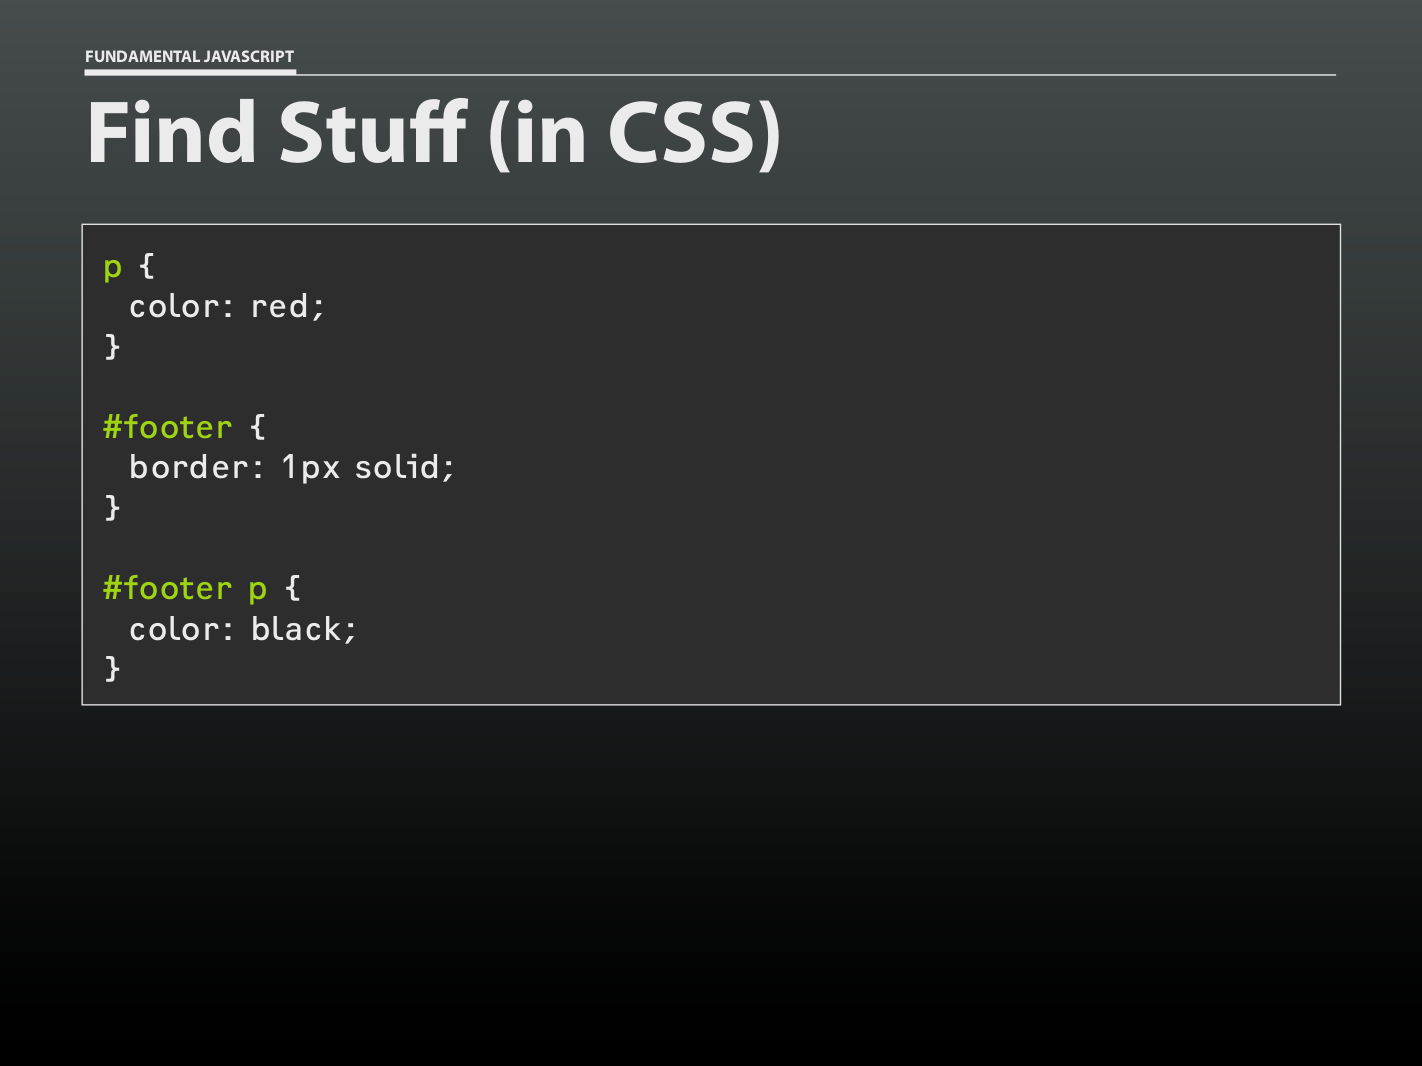 FUNDAMENTAL JAVASCRIPT
Find Stuff (in CSS)
p {
  color: red;
}

#footer {
  border: 1px solid;
}

#footer p {
  color: black;
}